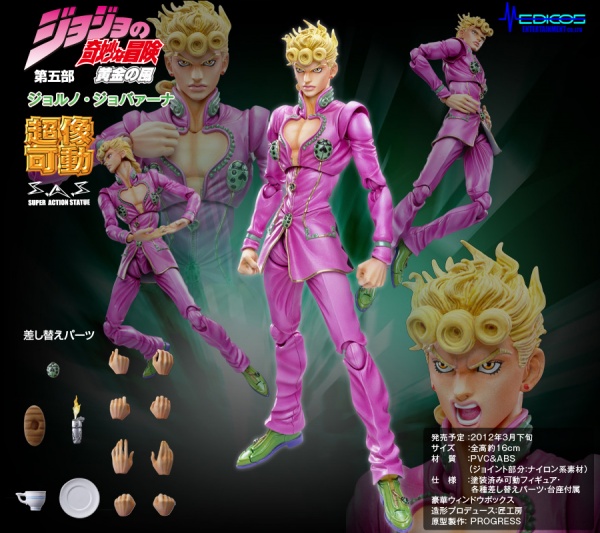 ジョジョの
奇妙な冒険
第五部 黄金の風
ジョルノ・ジョバァーナ
超像
可動
S.A.S
SUPER ACTION STATUE
MEDICOS
ENTERTAINMENT CO.,LTD.
差し替えパーツ
発売予定：2012年3月下旬
サイズ：全高約16cm
材質：PVC&ABS
（ジョイント部分:ナイロン系素材）
仕様：塗装済み可動フィギュア・
各種差し替えパーツ・台座付属
豪華ウィンドウボックス
造形プロデュース：匠工房
原型製作：PROGRESS